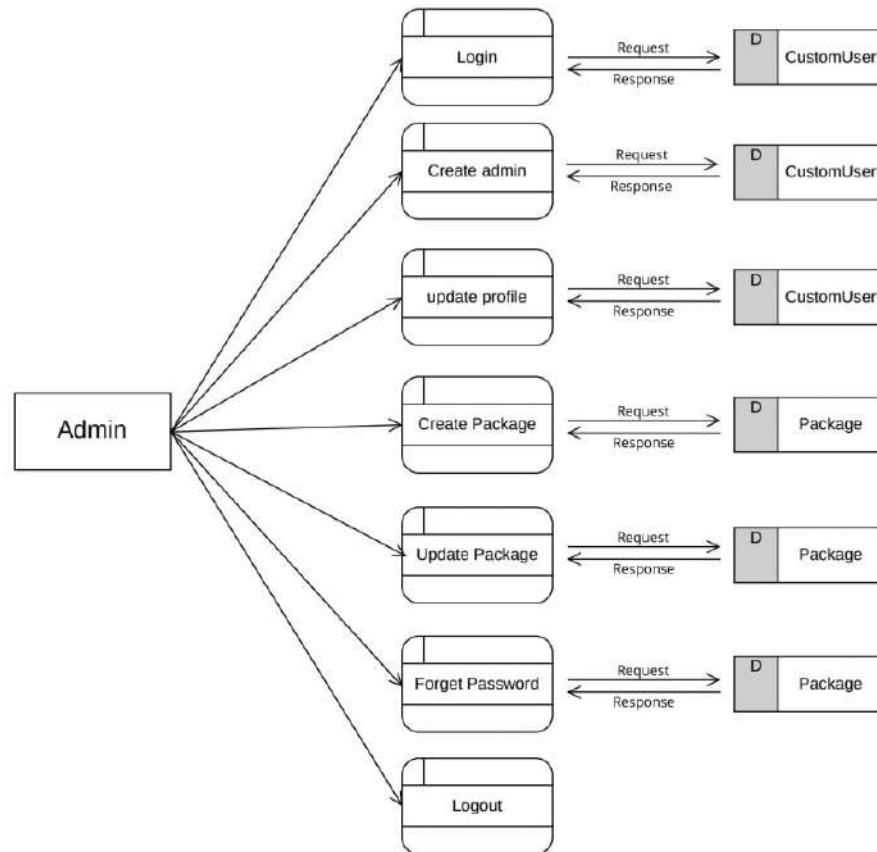 Login
Request
Response
D
CustomUser
Create admin
Request
Response
D
CustomUser
update profile
Request
Response
D
CustomUser
Admin
Create Package
Request
Response
D
Package
Update Package
Request
Response
D
Package
Forget Password
Request
Response
D
Package
Logout